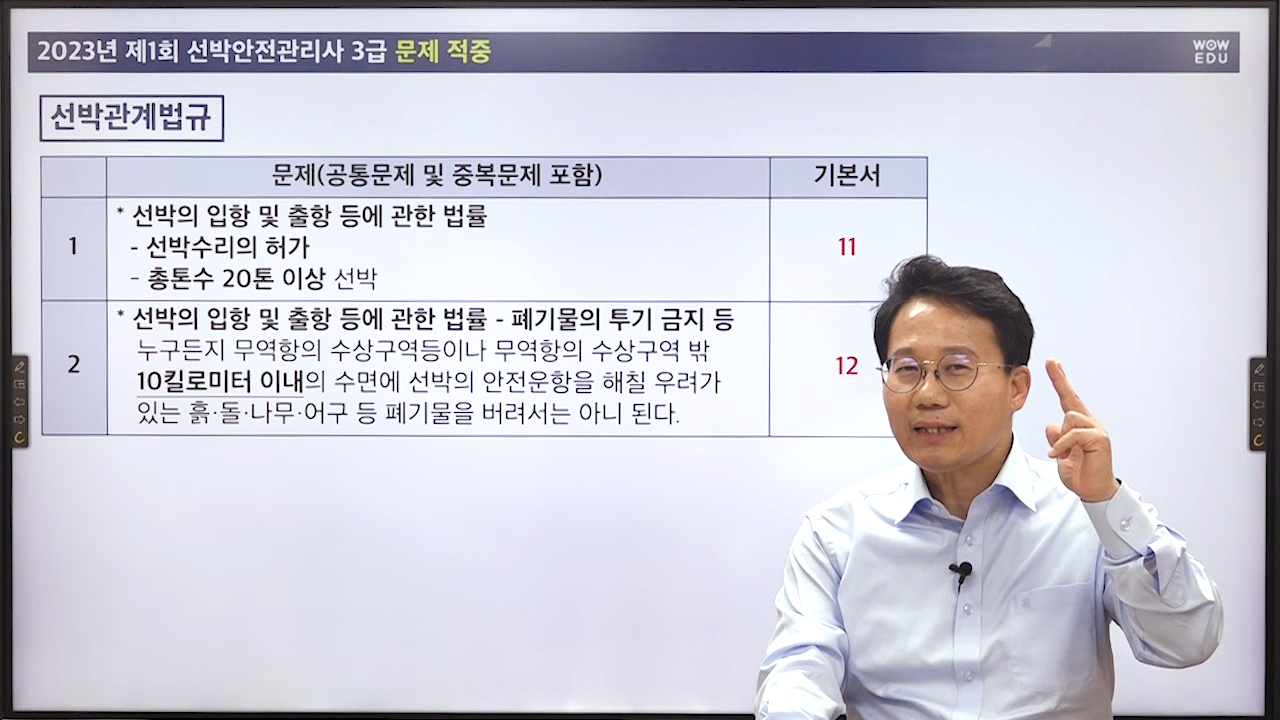 2023년 제1회 선박안전관리사 3급 문제 적중
WOW
EDU
선박관계법규
문제(공통문제 및 중복문제 포함)
기본서
1
* 선박의 입항 및 출항 등에 관한 법률
- 선박수리의 허가
- 총톤수 20톤 이상 선박
11
2
* 선박의 입항 및 출항 등에 관한 법률 - 폐기물의 투기 금지 등
누구든지 무역항의 수상구역등이나 무역항의 수상구역 밖
10킬로미터 이내의 수면에 선박의 안전운항을 해칠 우려가
있는 흙·돌·나무·어구 등 폐기물을 버려서는 아니 된다.
12